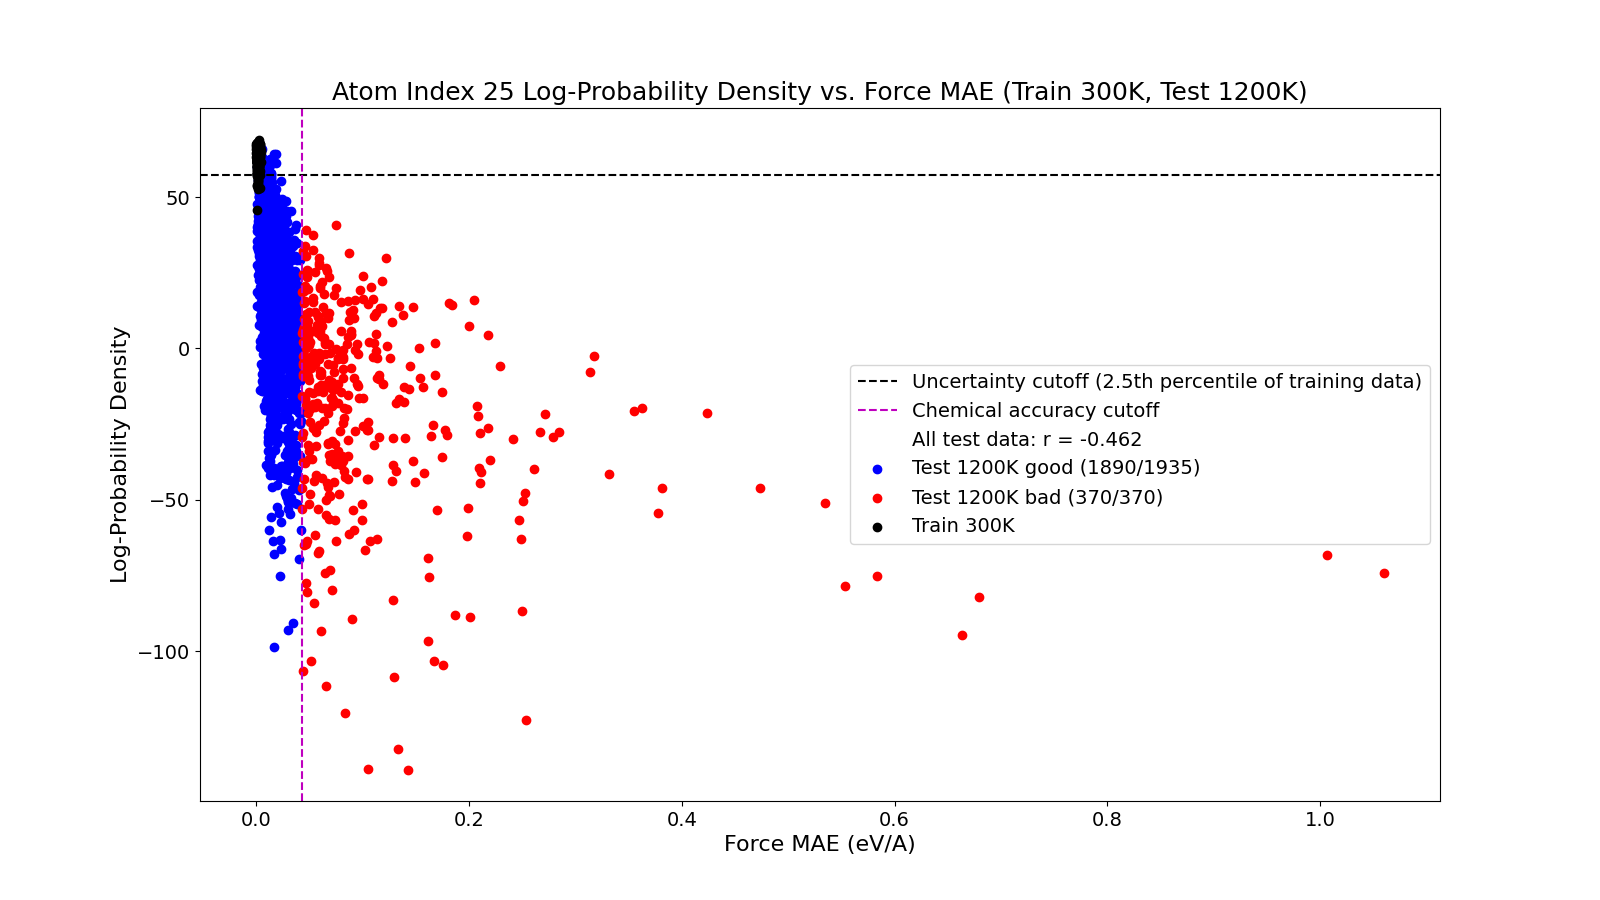 Atom Index 25 Log-Probability Density vs. Force MAE (Train 300K, Test 1200K)
Log-Probability Density
50
0
−50
−100
Uncertainty cutoff (2.5th percentile of training data)
Chemical accuracy cutoff
All test data: r = -0.462
Test 1200K good (1890/1935)
Test 1200K bad (370/370)
Train 300K
0.0 0.2 0.4 0.6 0.8 1.0
Force MAE (eV/A)